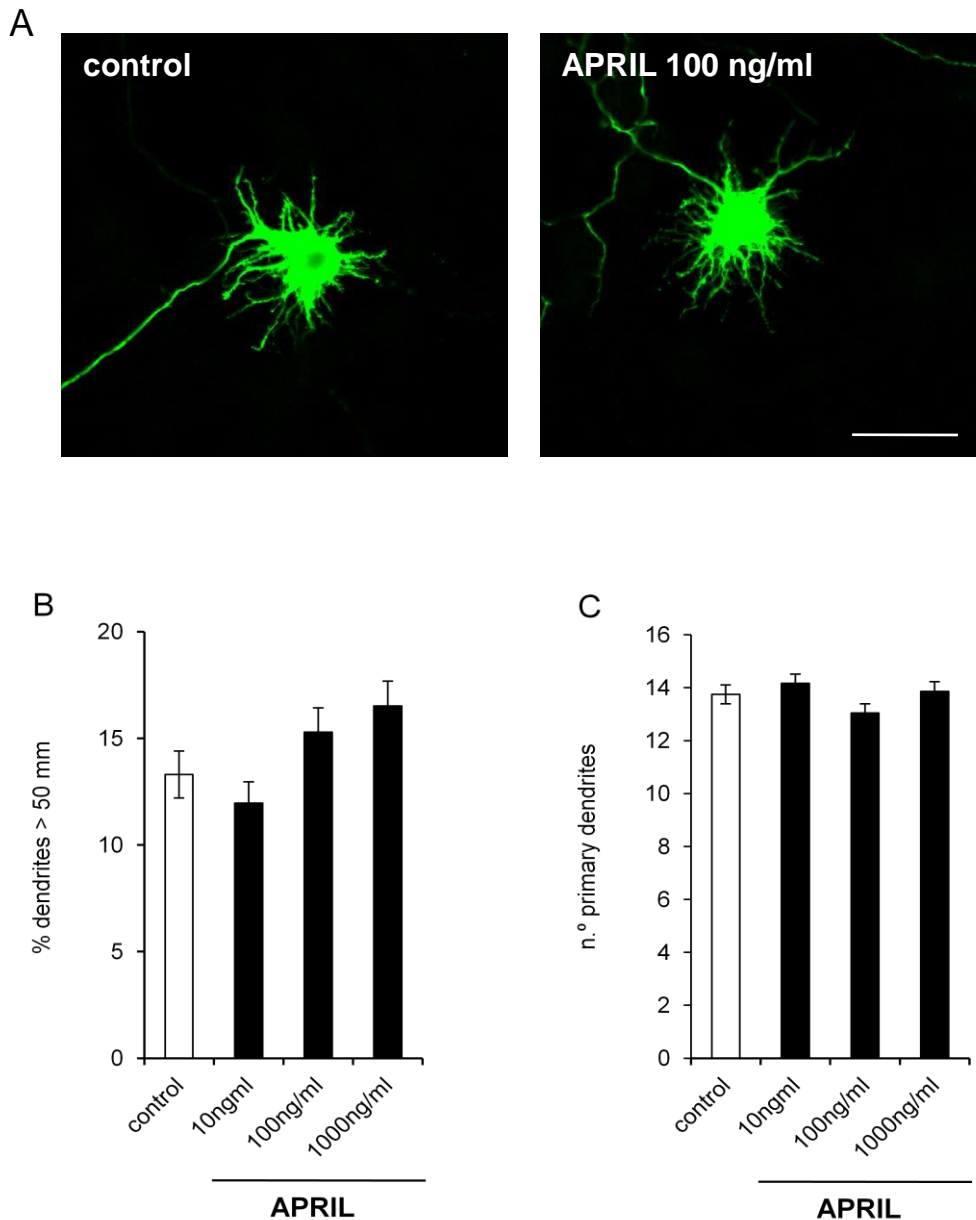 A
control
APRIL 100 ng/ml
B
20
15
10
5
0
% dendrites > 50 mm
control
10ngml
100ng/ml
1000ng/ml
APRIL
C
16
14
12
10
8
6
4
2
0
n.º primary dendrites
control
10ngml
100ng/ml
1000ng/ml
APRIL